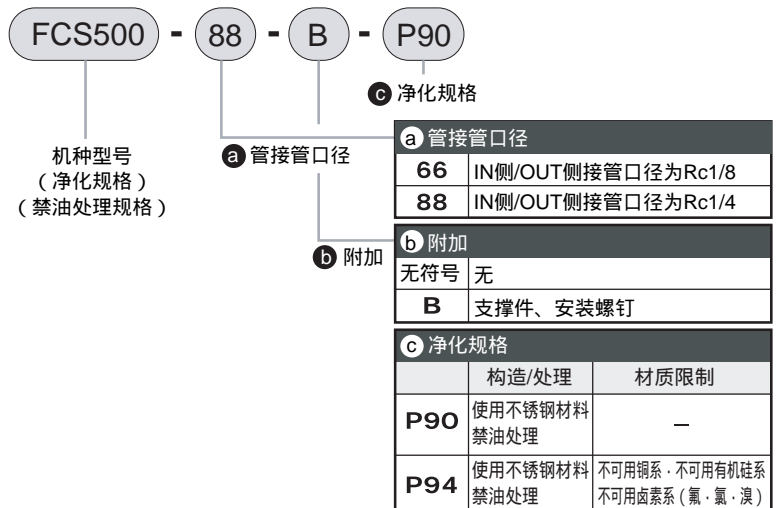 FCS500 - 88 - B - P90
c 净化规格
机种型号
（净化规格）
（禁油处理规格）
a 管接管口径
b 附加
a 管接管口径
66 IN侧/OUT侧接管口径为Rc1/8
88 IN侧/OUT侧接管口径为Rc1/4
b 附加
无符号 无
B 支撑件、安装螺钉
c 净化规格
构造/处理 材质限制
P90 使用不锈钢材料 —
禁油处理
P94 使用不锈钢材料 不可用铜系·不可用有机硅系
禁油处理 不可用卤素系（氟·氯·溴）